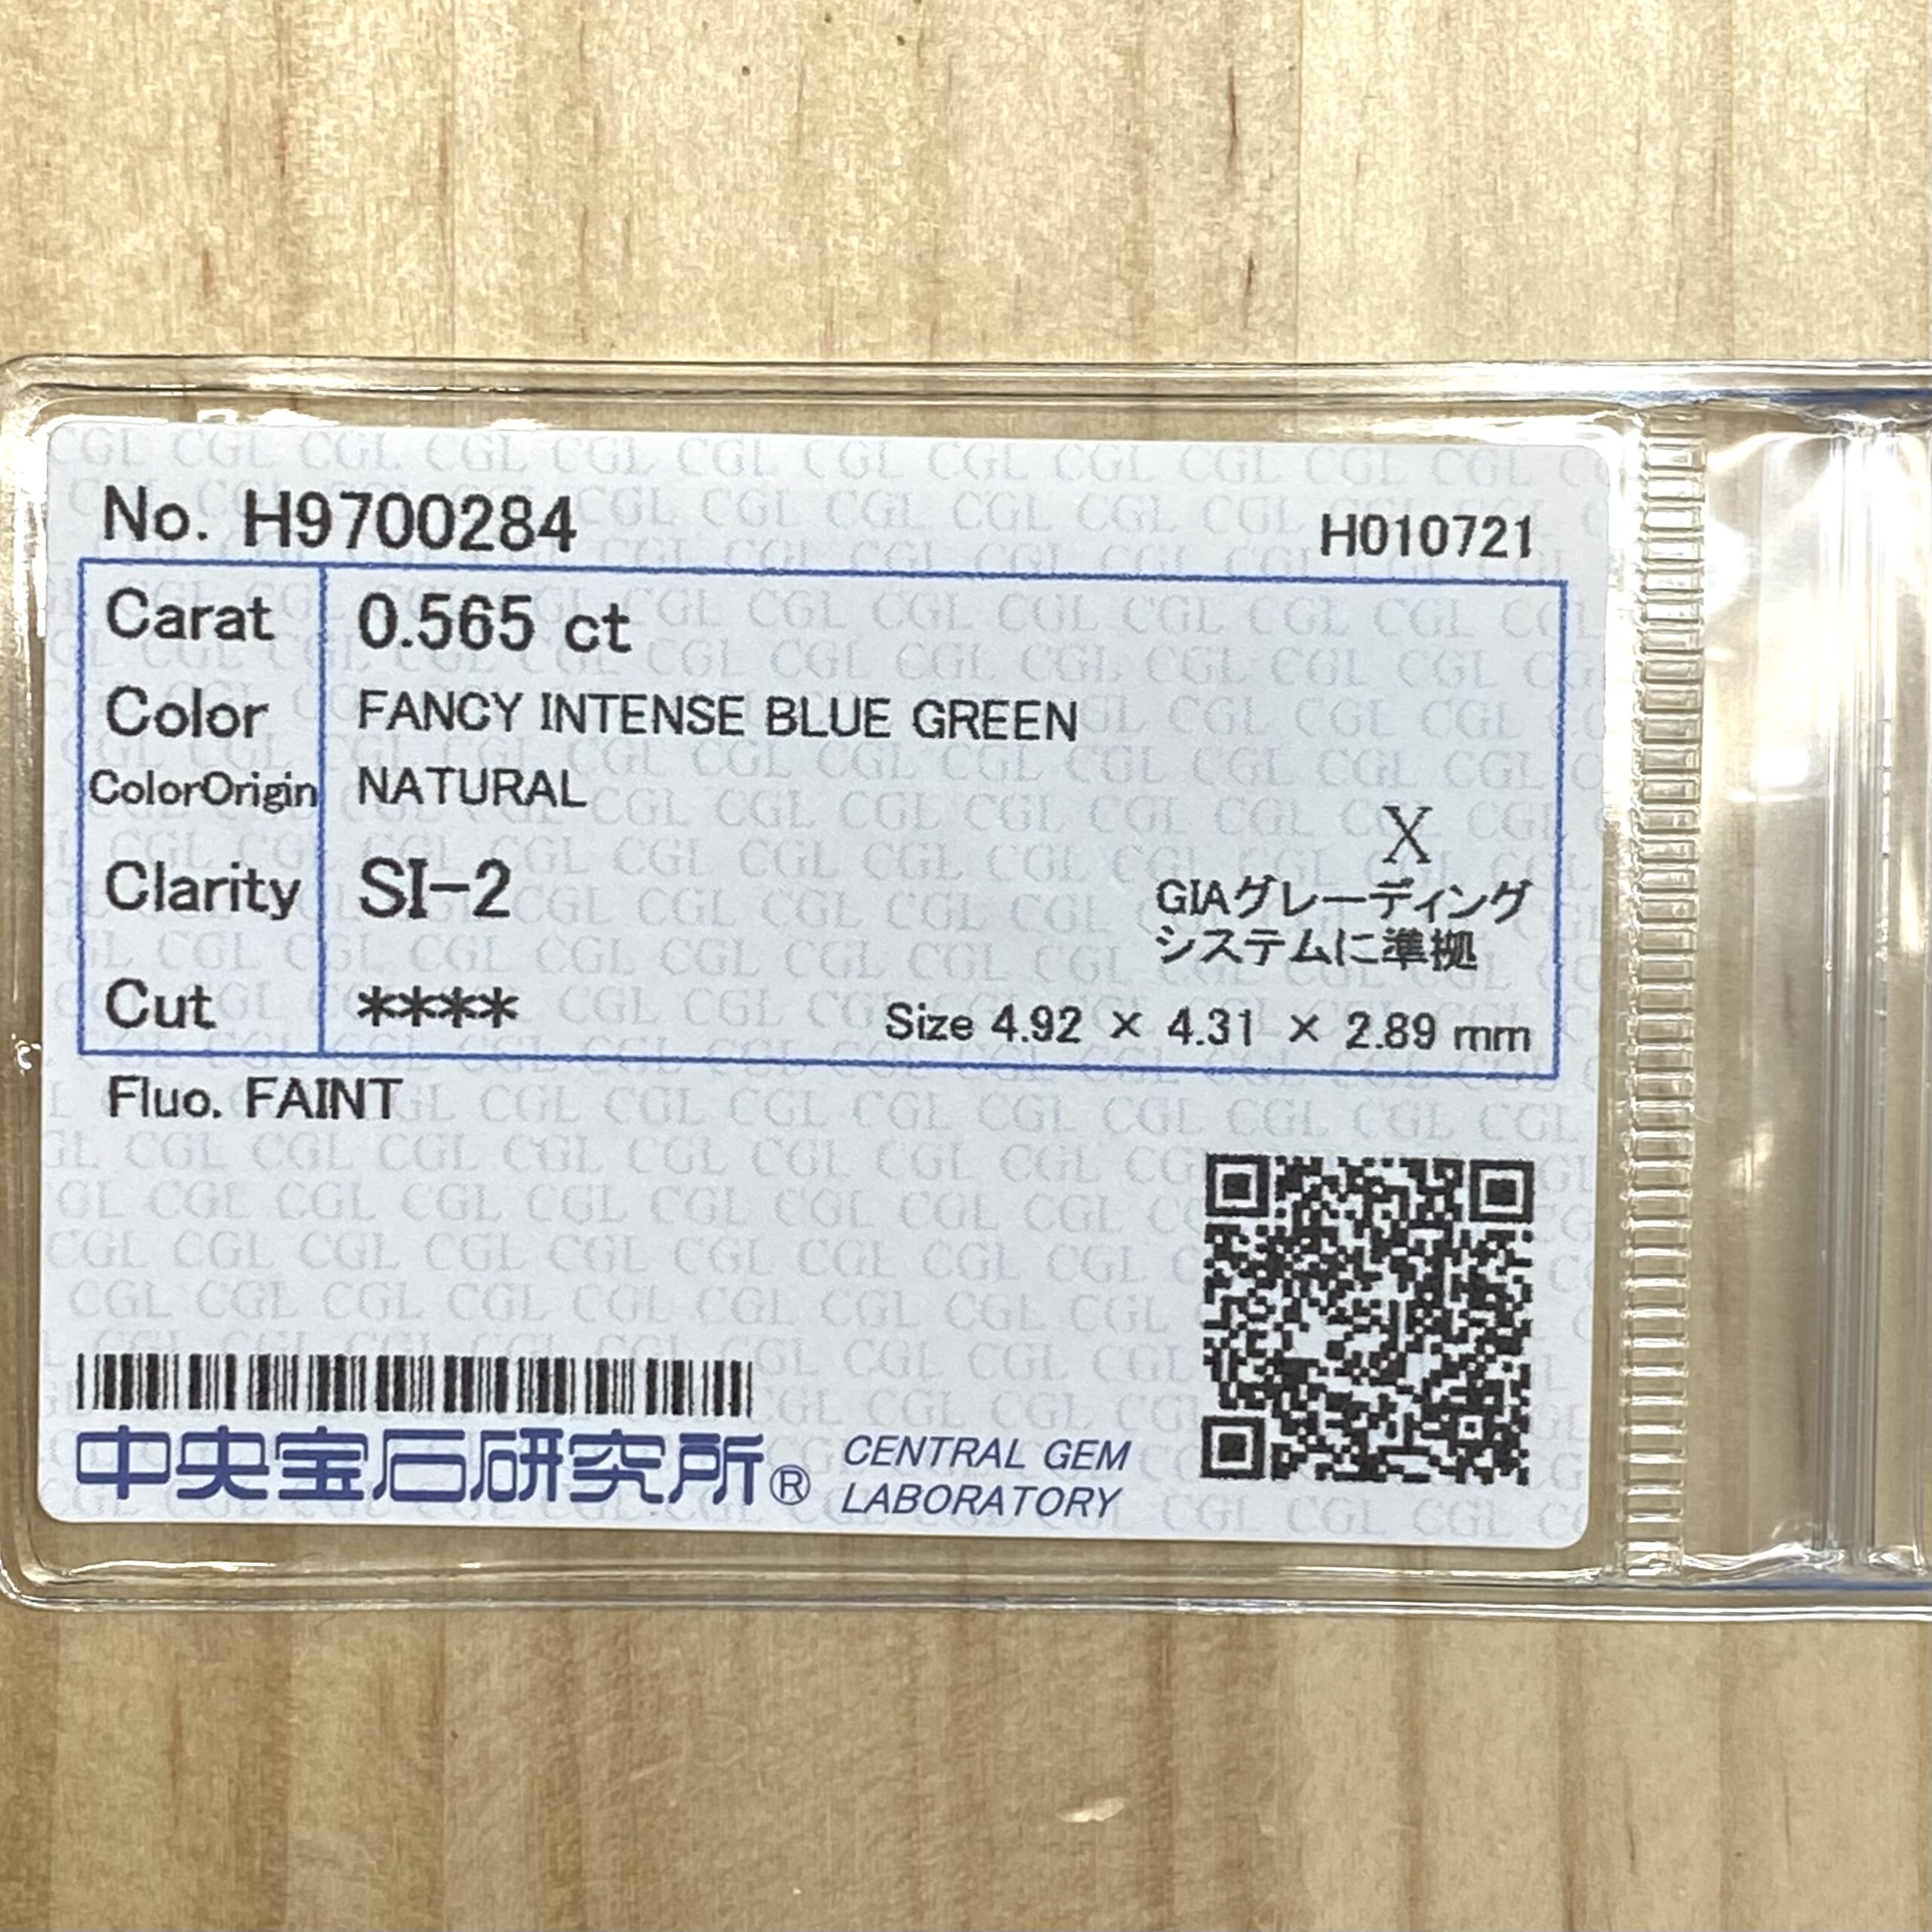 No. H9700284
H010721
Carat 0.565 ct
Color FANCY INTENSE BLUE GREEN
ColorOrigin NATURAL
X
Clarity SI-2
GIAグレーディング
システムに準拠
Cut ****
Size 4.92 × 4.31 × 2.89 mm
Fluo. FAINT
中央宝石研究所®
CENTRAL GEM
LABORATORY